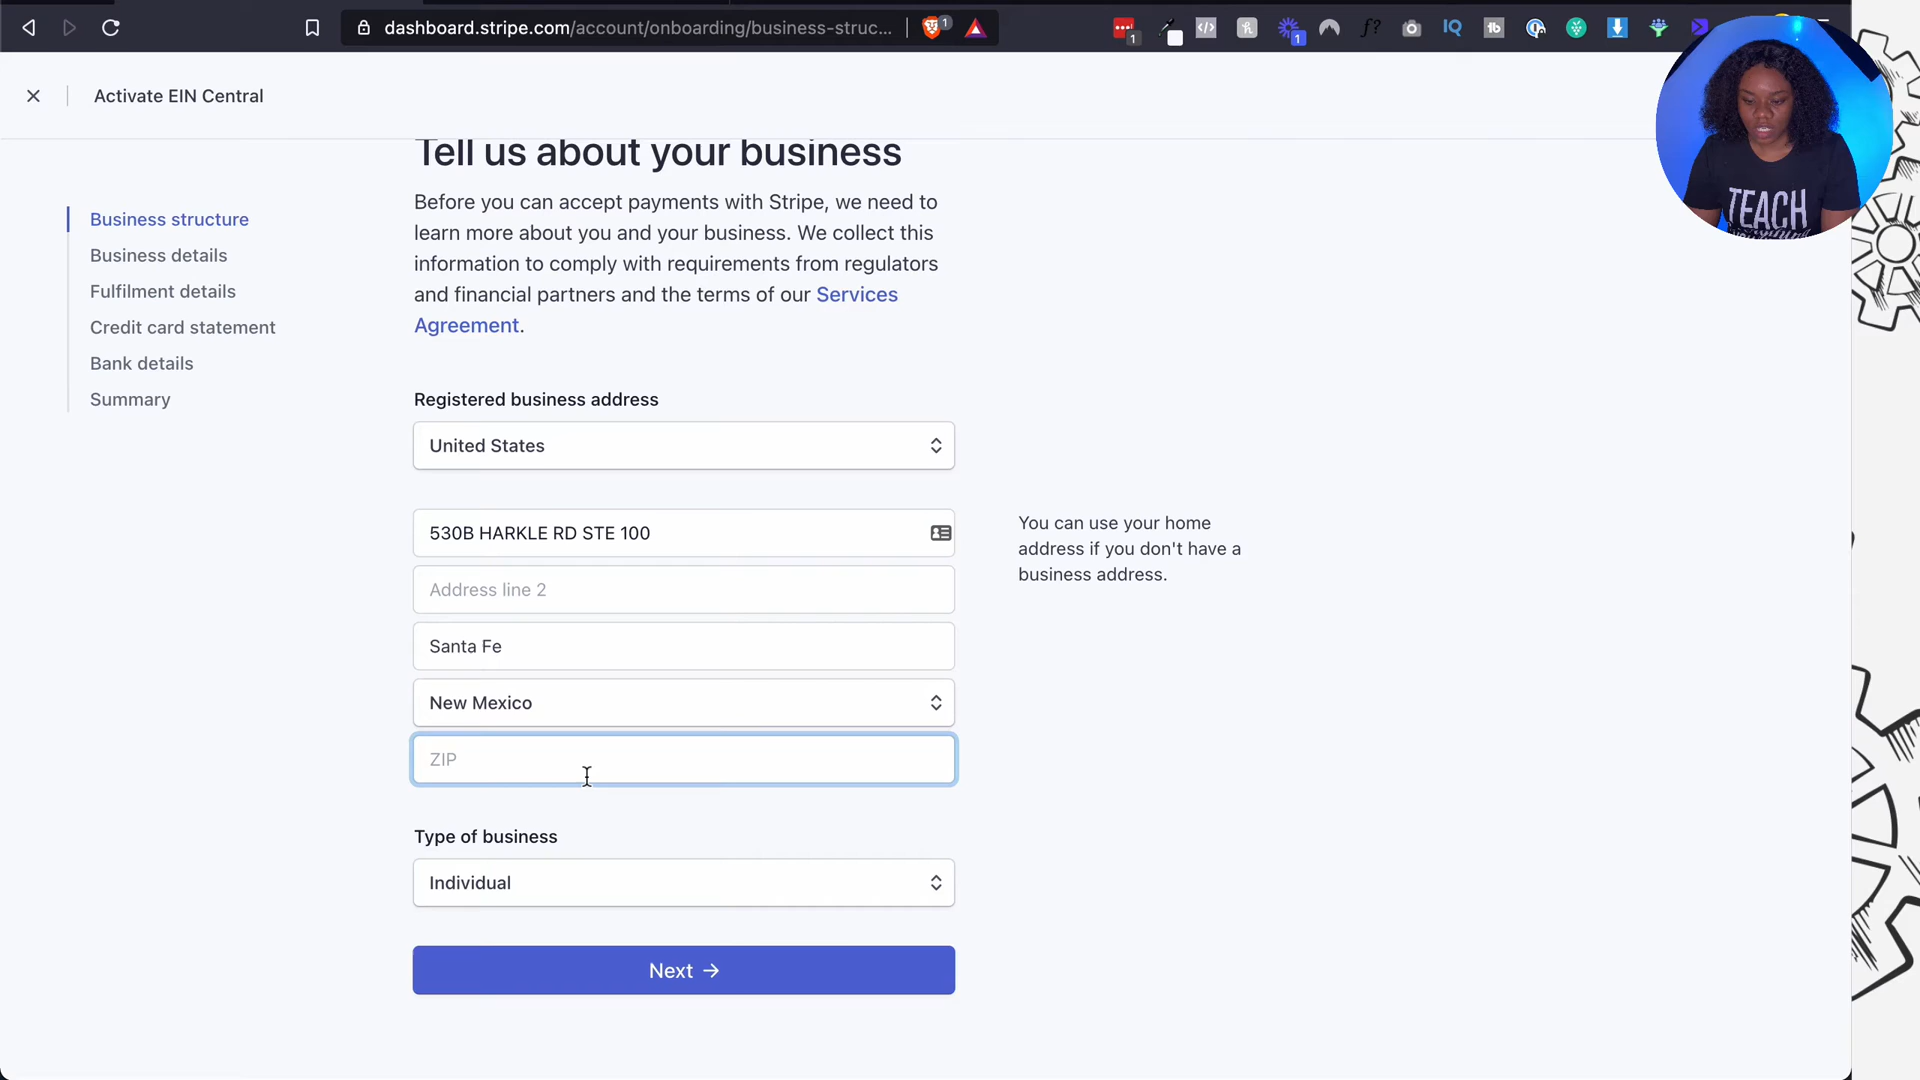 dashboard.stripe.com/account/onboarding/business-struc...
1
1
1
Activate EIN Central
Tell us about your business
Before you can accept payments with Stripe, we need to
learn more about you and your business. We collect this
information to comply with requirements from regulators
and financial partners and the terms of our Services
Agreement.
Business structure
Business details
Fulfilment details
Credit card statement
Bank details
Summary
Registered business address
United States
530B HARKLE RD STE 100
Address line 2
Santa Fe
New Mexico
ZIP
You can use your home
address if you don't have a
business address.
Type of business
Individual
Next →
TEACH